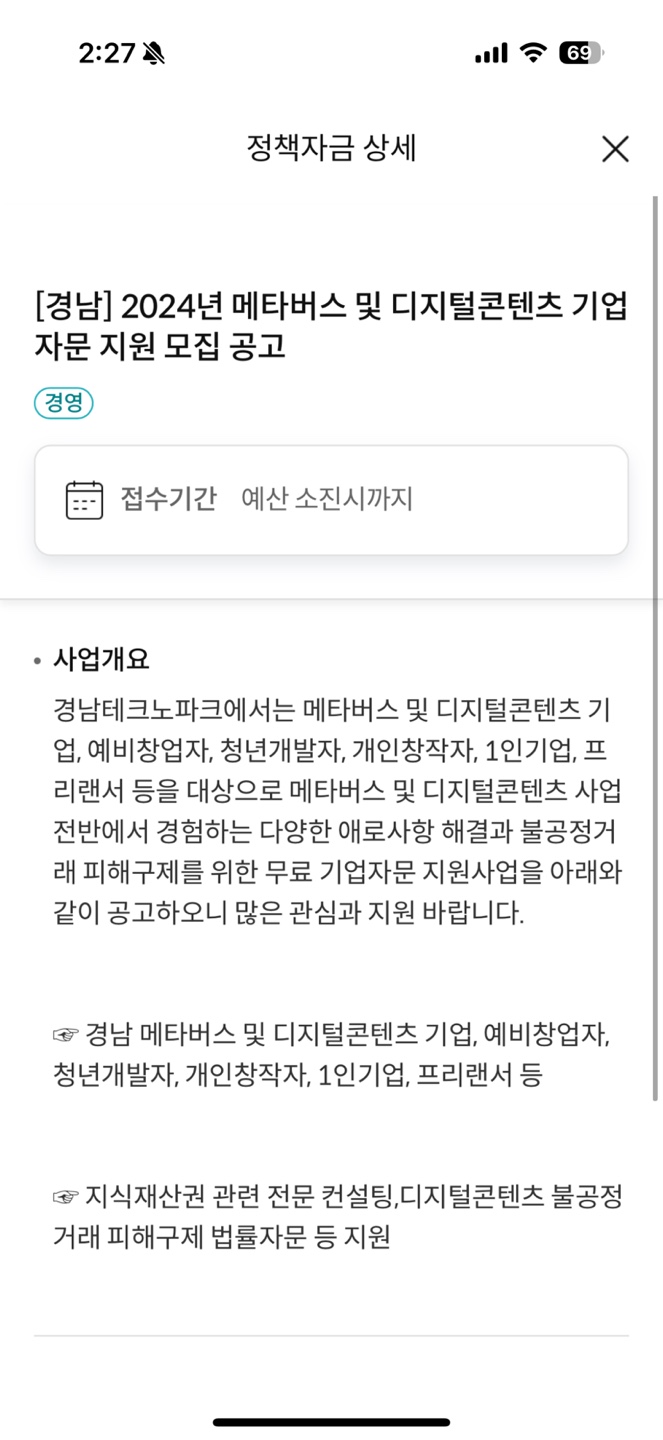 2:27
69
정책자금 상세
[경남] 2024년 메타버스 및 디지털콘텐츠 기업
자문 지원 모집 공고
경영
접수기간 예산 소진시까지
• 사업개요
경남테크노파크에서는 메타버스 및 디지털콘텐츠 기
업, 예비창업자, 청년개발자, 개인창작자, 1인기업, 프
리랜서 등을 대상으로 메타버스 및 디지털콘텐츠 사업
전반에서 경험하는 다양한 애로사항 해결과 불공정거
래 피해구제를 위한 무료 기업자문 지원사업을 아래와
같이 공고하오니 많은 관심과 지원 바랍니다.
☞ 경남 메타버스 및 디지털콘텐츠 기업, 예비창업자,
청년개발자, 개인창작자, 1인기업, 프리랜서 등
☞ 지식재산권 관련 전문 컨설팅,디지털콘텐츠 불공정
거래 피해구제 법률자문 등 지원